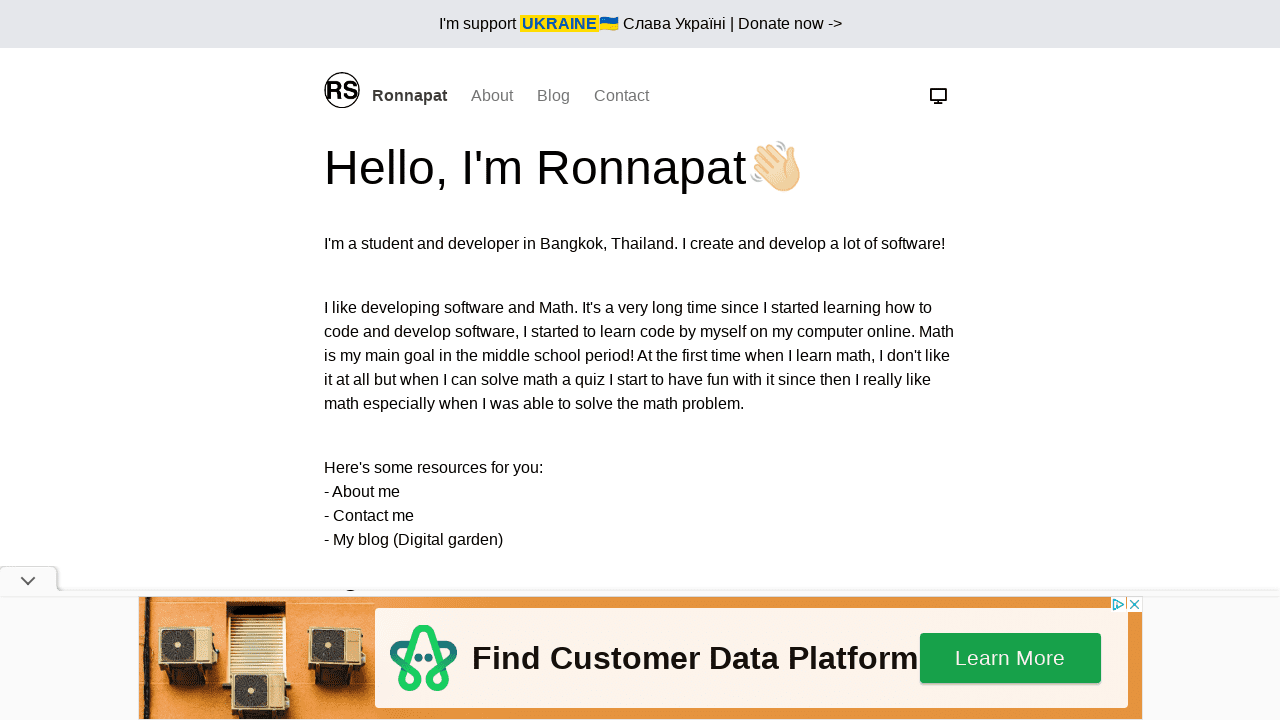 I'm support UKRAINE🇺🇦 Слава Україні | Donate now ->
RS Ronnapat About Blog Contact
Hello, I'm Ronnapat👋🏻
I'm a student and developer in Bangkok, Thailand. I create and develop a lot of software!
I like developing software and Math. It's a very long time since I started learning how to
code and develop software, I started to learn code by myself on my computer online. Math
is my main goal in the middle school period! At the first time when I learn math, I don't like
it at all but when I can solve math a quiz I start to have fun with it since then I really like
math especially when I was able to solve the math problem.
Here's some resources for you:
- About me
- Contact me
- My blog (Digital garden)
Find Customer Data Platform
Learn More